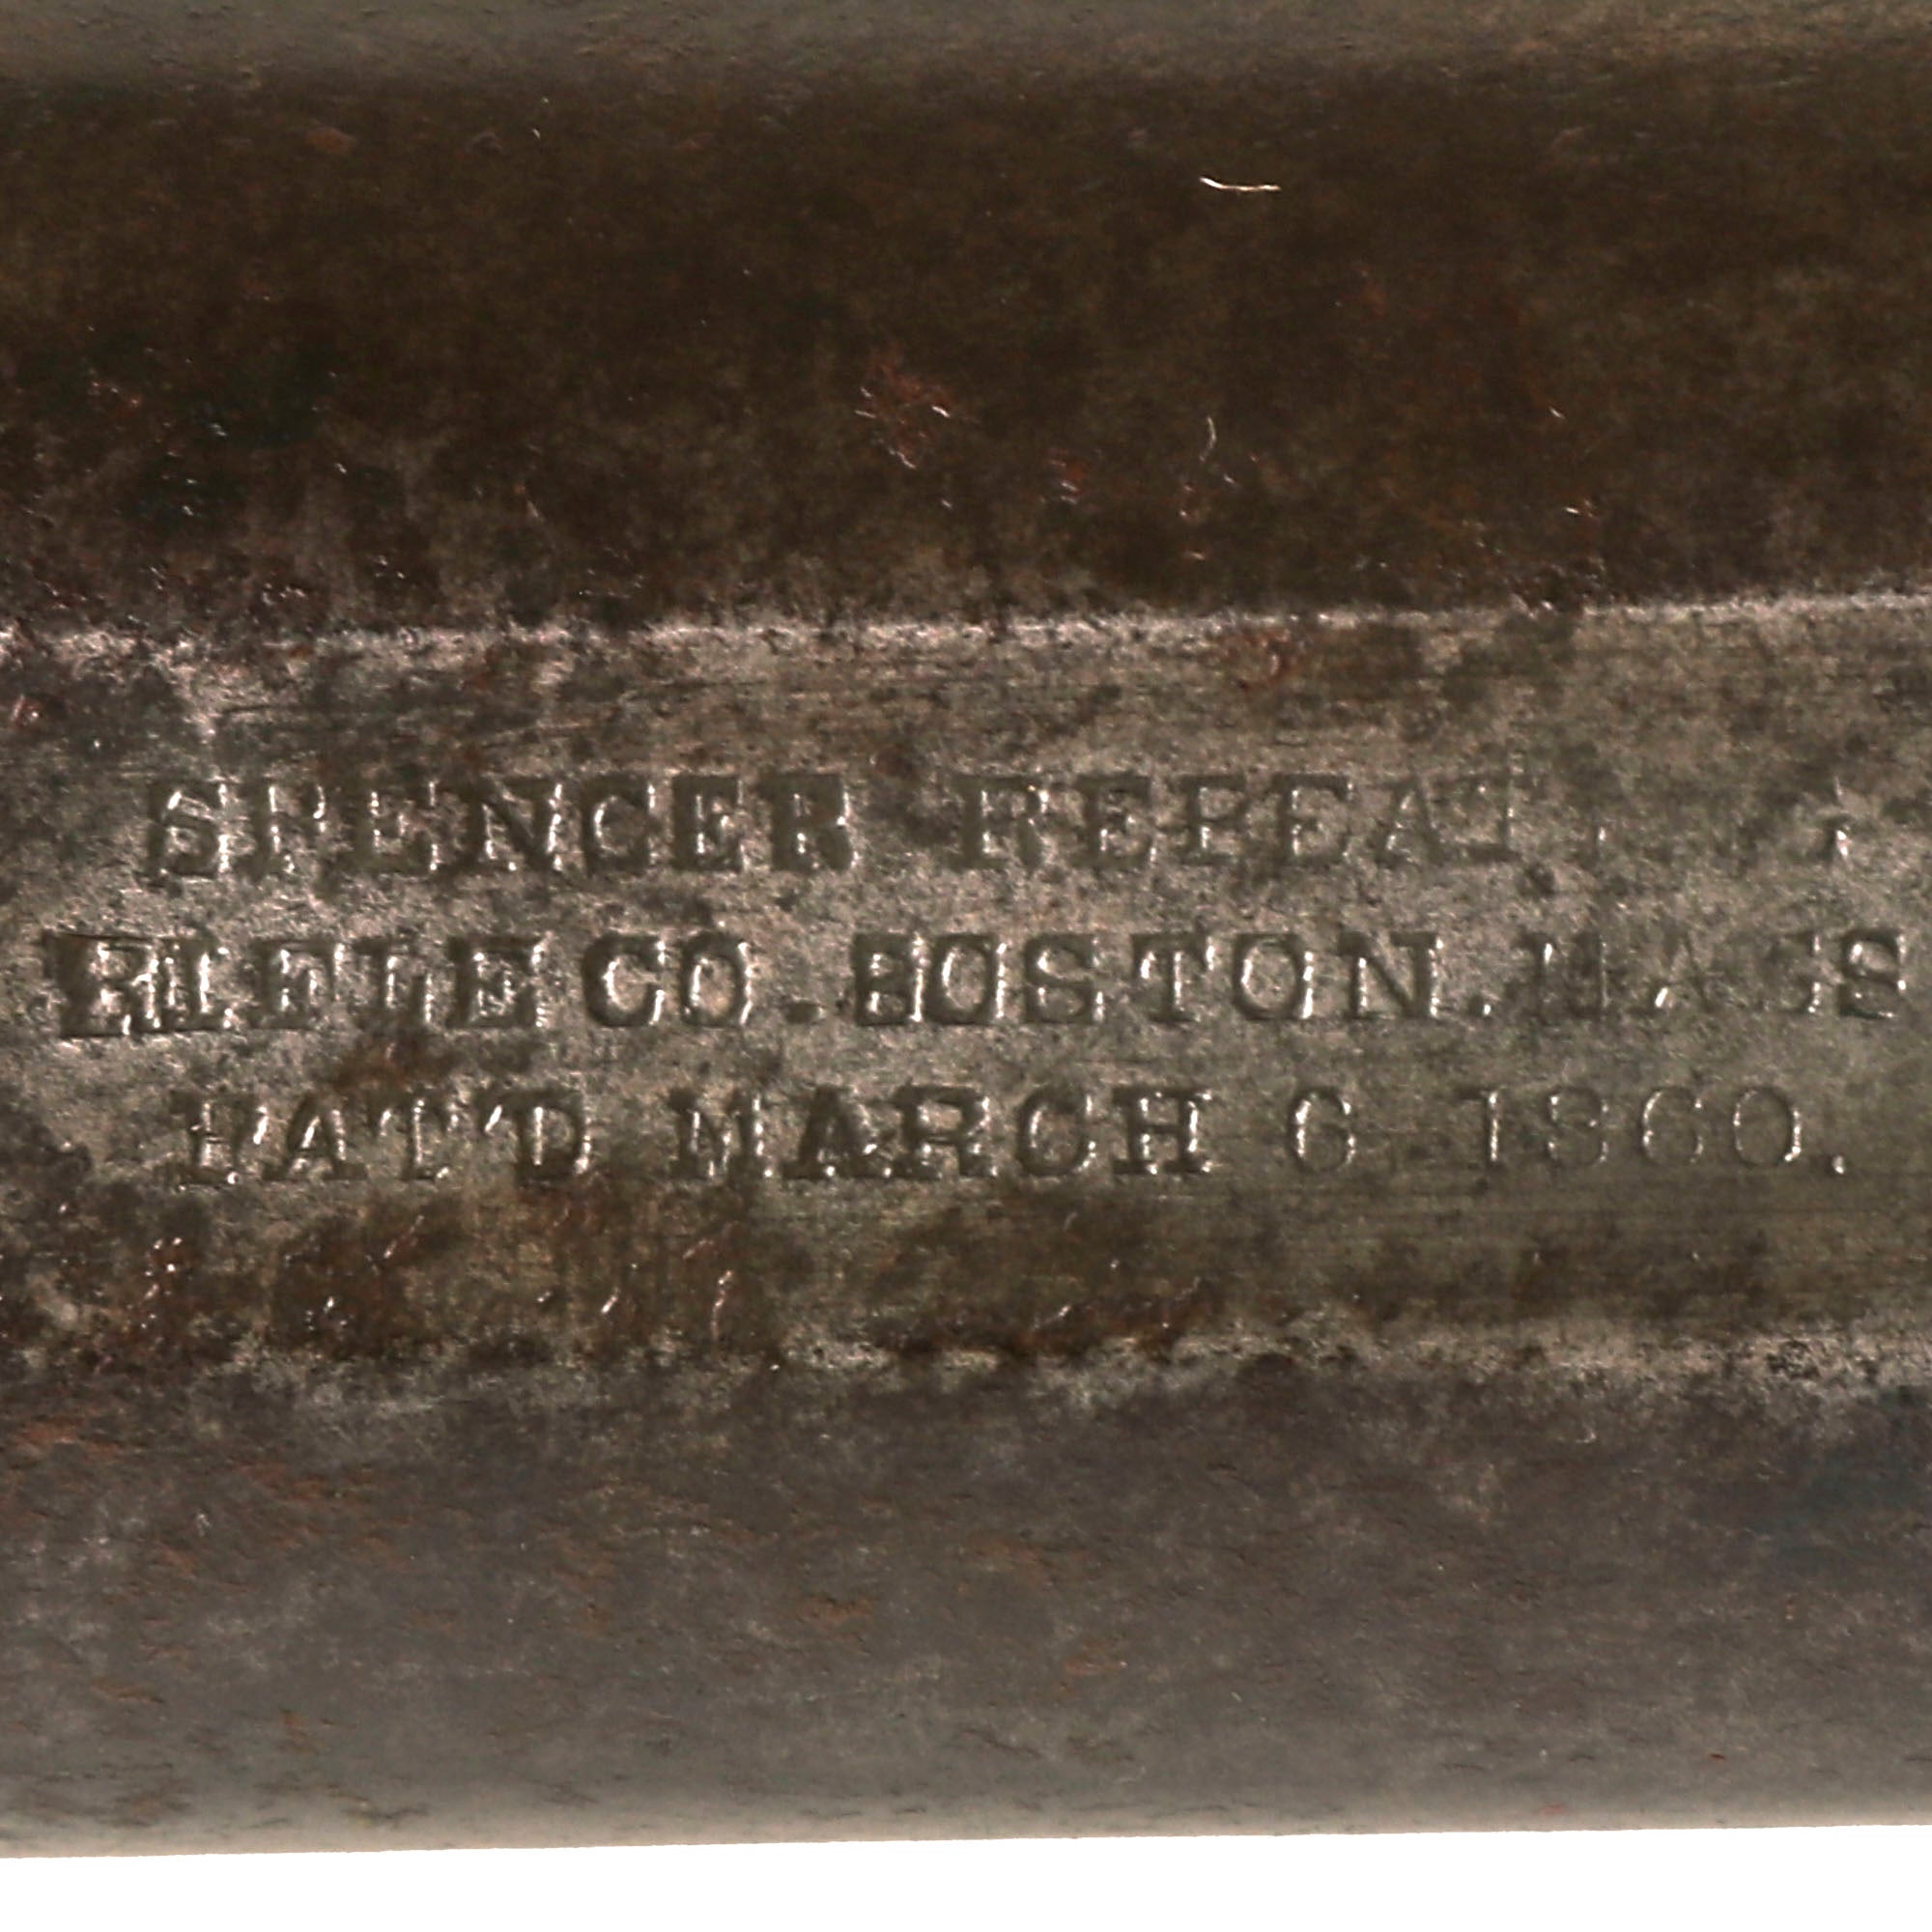 SPENCER REPEAT
RIFLE CO. BOSTON. MASS
PAT'D MARCH 6 1860.